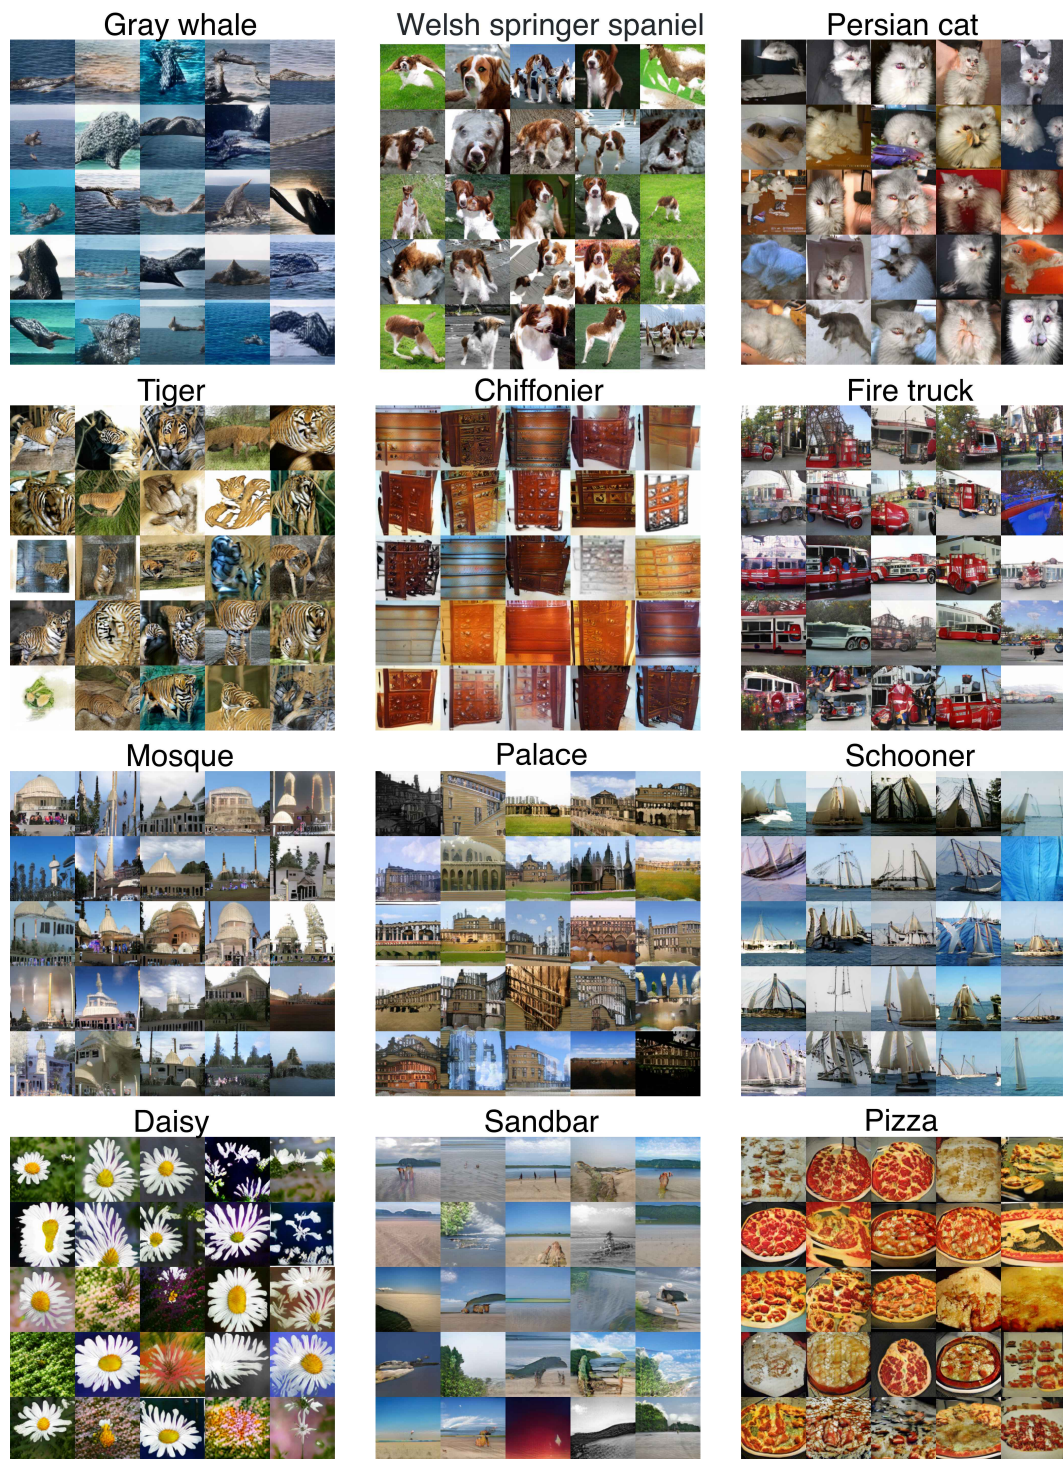 Gray whale
Welsh springer spaniel
Persian cat
Tiger
Chiffonier
Fire truck
Mosque
Palace
Schooner
Daisy
Sandbar
Pizza